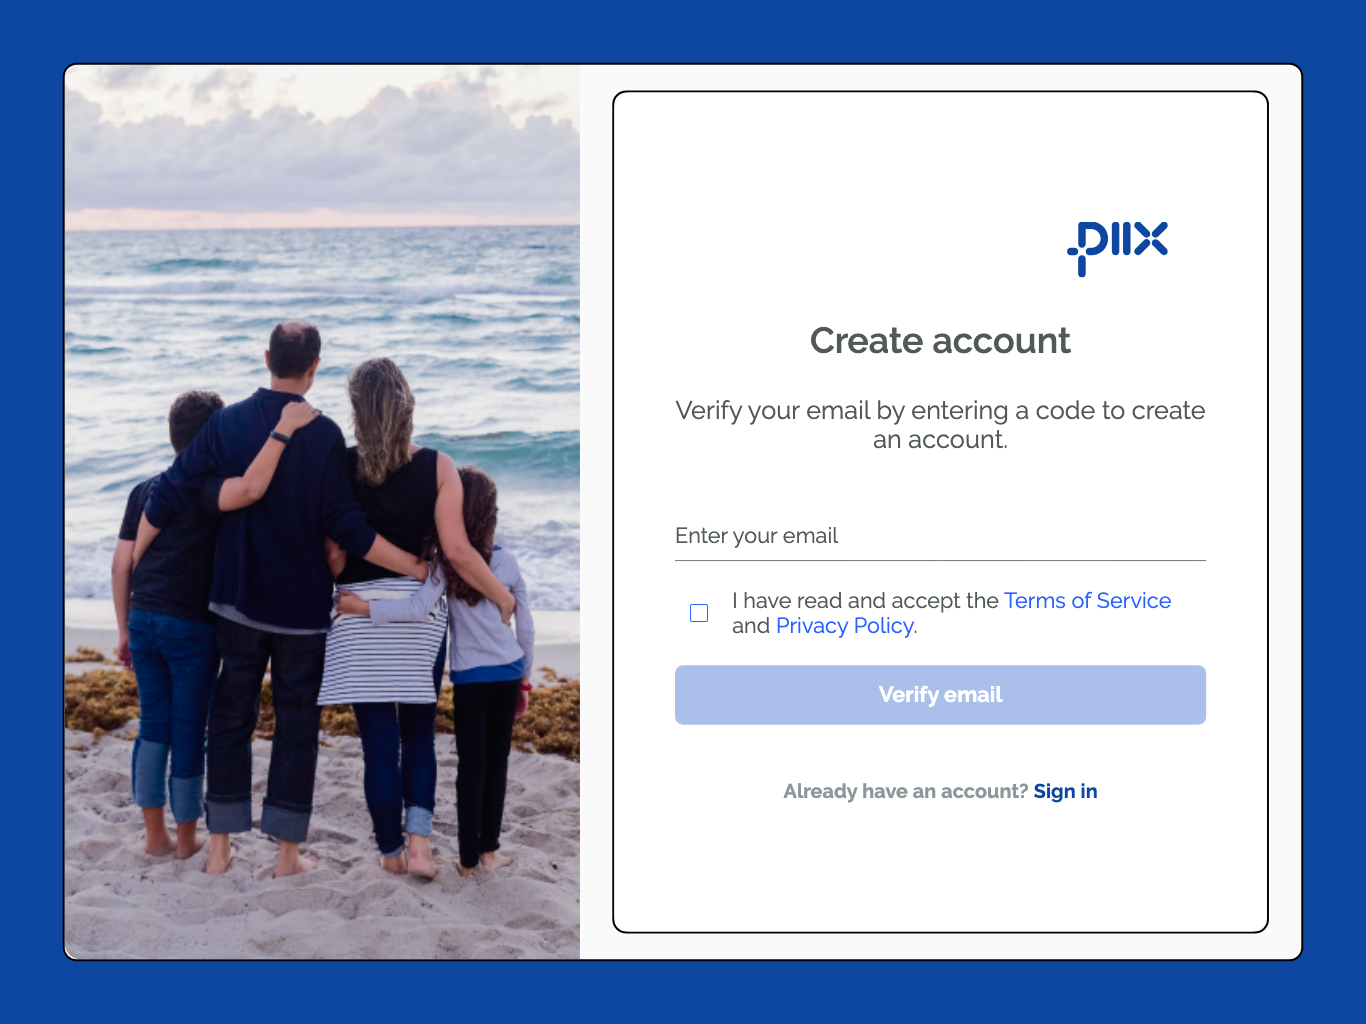 piix
Create account
Verify your email by entering a code to create
an account.
Enter your email
I have read and accept the Terms of Service
and Privacy Policy.
Verify email
Already have an account? Sign in